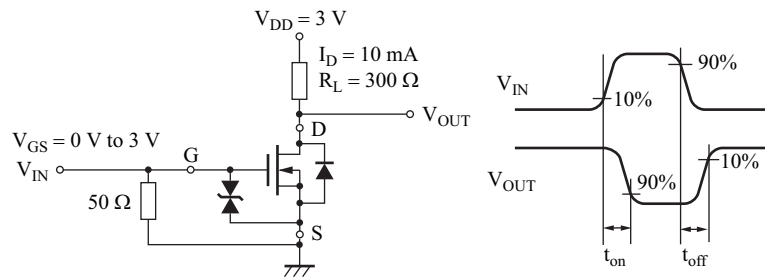 V_DD = 3 V
I_D = 10 mA
R_L = 300 Ω
V_OUT
D
V_GS = 0 V to 3 V
V_IN
G
50 Ω
S
V_IN
90%
10%
V_OUT
10%
90%
t_on
t_off